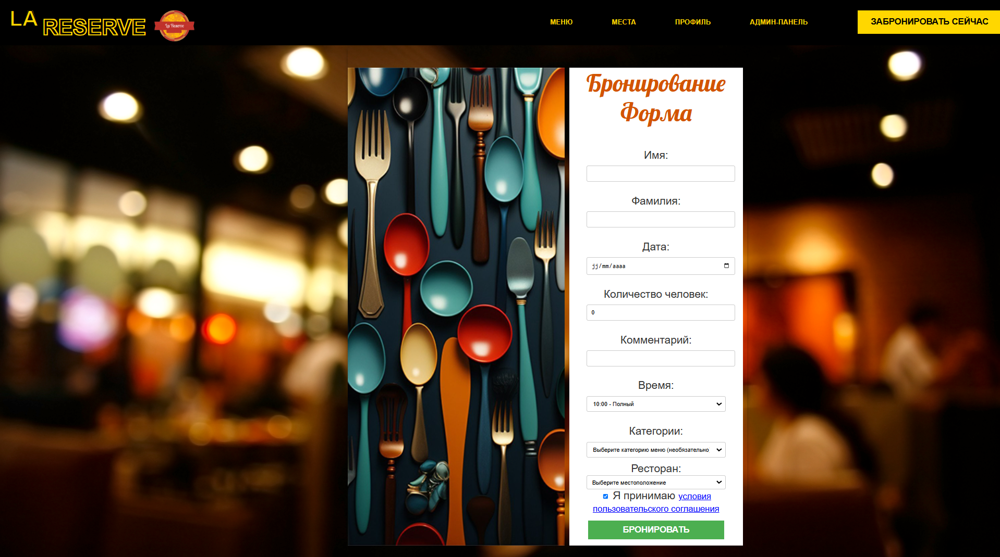 LA RESERVE
La Reserve
МЕНЮ
МЕСТА
ПРОФИЛЬ
АДМИН-ПАНЕЛЬ
ЗАБРОНИРОВАТЬ СЕЙЧАС
Бронирование
Форма
Имя:
Фамилия:
Дата:
jj/mm/aaaa
Количество человек:
0
Комментарий:
Время:
10:00 - Полный
Категории:
Выберите категорию меню (необязательно)
Ресторан:
Выберите местоположение
Я принимаю условия
пользовательского соглашения
БРОНИРОВАТЬ